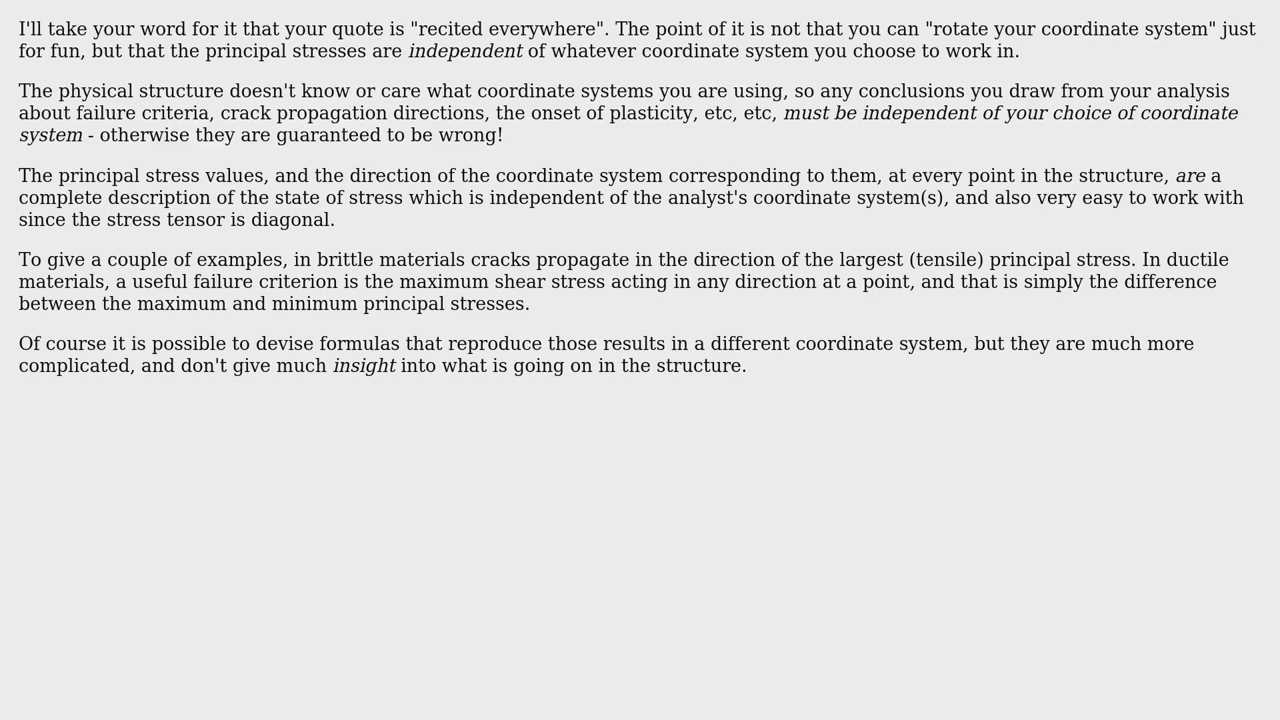 I'll take your word for it that your quote is "recited everywhere". The point of it is not that you can "rotate your coordinate system" just
for fun, but that the principal stresses are independent of whatever coordinate system you choose to work in.
The physical structure doesn't know or care what coordinate systems you are using, so any conclusions you draw from your analysis
about failure criteria, crack propagation directions, the onset of plasticity, etc, etc, must be independent of your choice of coordinate
system - otherwise they are guaranteed to be wrong!
The principal stress values, and the direction of the coordinate system corresponding to them, at every point in the structure, are a
complete description of the state of stress which is independent of the analyst's coordinate system(s), and also very easy to work with
since the stress tensor is diagonal.
To give a couple of examples, in brittle materials cracks propagate in the direction of the largest (tensile) principal stress. In ductile
materials, a useful failure criterion is the maximum shear stress acting in any direction at a point, and that is simply the difference
between the maximum and minimum principal stresses.
Of course it is possible to devise formulas that reproduce those results in a different coordinate system, but they are much more
complicated, and don't give much insight into what is going on in the structure.